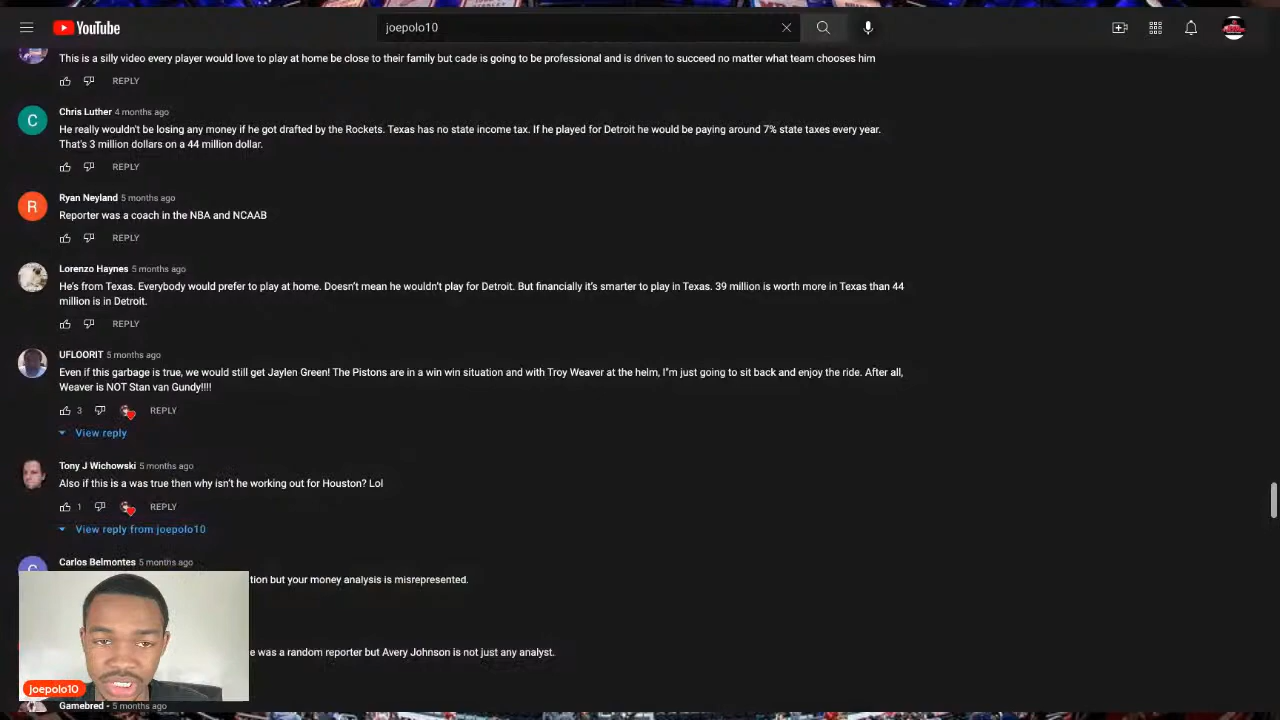 YouTube
joepolo10
This is a silly video every player would love to play at home be close to their family but cade is going to be professional and is driven to succeed no matter what team chooses him
REPLY
Chris Luther 4 months ago
He really wouldn't be losing any money if he got drafted by the Rockets. Texas has no state income tax. If he played for Detroit he would be paying around 7% state taxes every year.
That's 3 million dollars on a 44 million dollar.
REPLY
R
Ryan Neyland 5 months ago
Reporter was a coach in the NBA and NCAAB
REPLY
Lorenzo Haynes 5 months ago
He's from Texas. Everybody would prefer to play at home. Doesn't mean he wouldn't play for Detroit. But financially it's smarter to play in Texas. 39 million is worth more in Texas than 44
million is in Detroit.
REPLY
UFLOORIT 5 months ago
Even if this garbage is true, we would still get Jaylen Green! The Pistons are in a win win situation and with Troy Weaver at the helm, I"m just going to sit back and enjoy the ride. After all,
Weaver is NOT Stan van Gundy!!!!
3 REPLY
View reply
Tony J Wichowski 5 months ago
Also if this is a was true then why isn't he working out for Houston? Lol
1 REPLY
View reply from joepolo10
Carlos Belmontes 5 months ago
tion but your money analysis is misrepresented.
e was a random reporter but Avery Johnson is not just any analyst.
joepolo10
Gamebred - 5 months ago